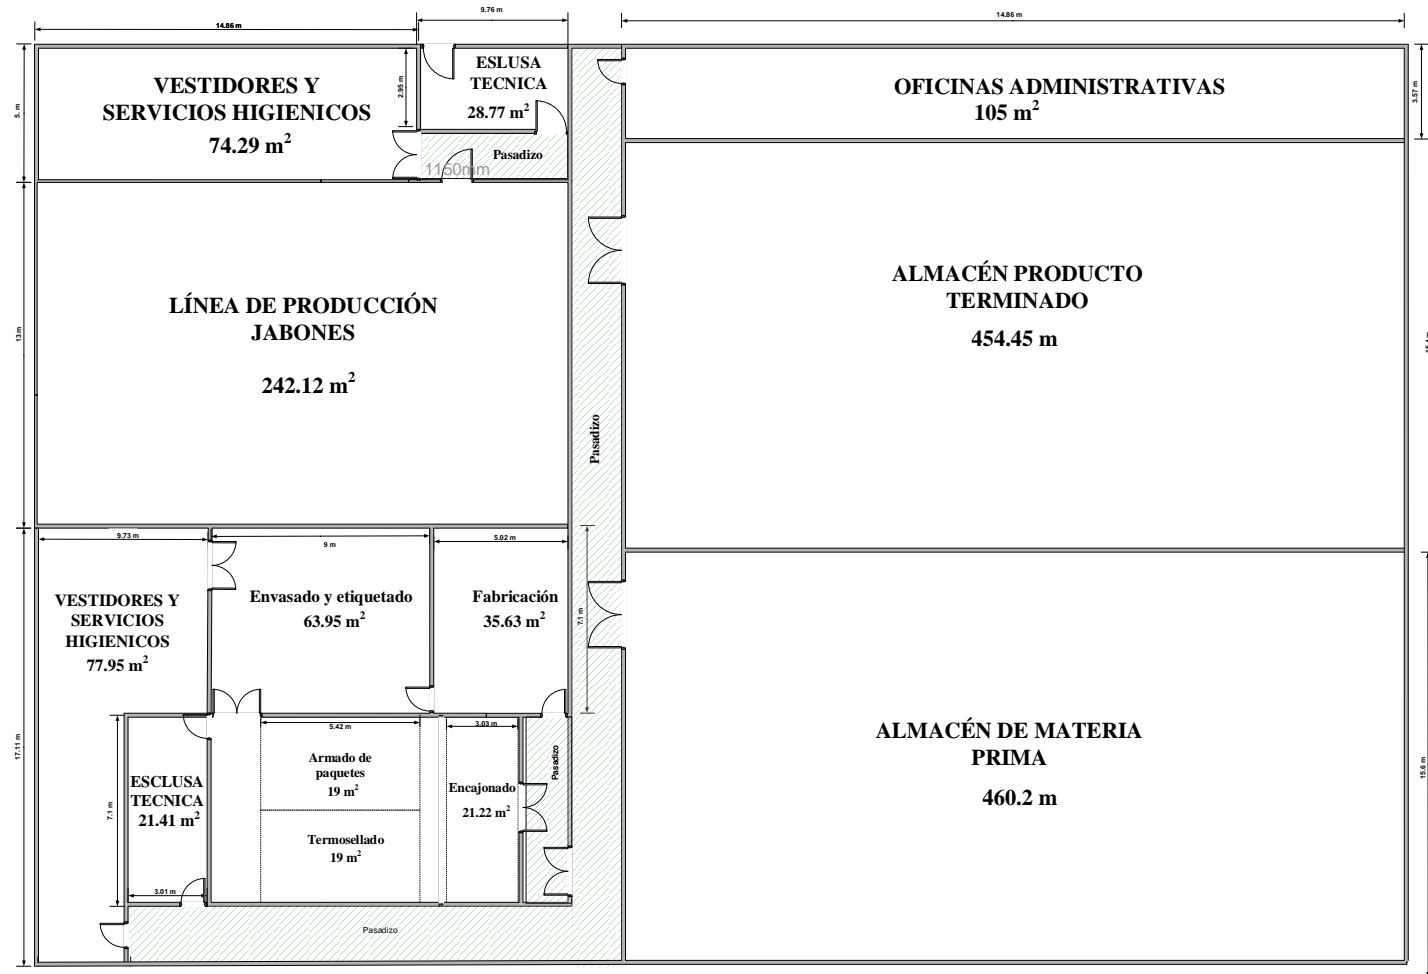 14.86 m
9.76 m
14.86 m
5. m
2.95 m
3.57 m
VESTIDORES Y
SERVICIOS HIGIENICOS
74.29 m²
ESLUSA
TECNICA
28.77 m²
Pasadizo
1150mm
OFICINAS ADMINISTRATIVAS
105 m²
13 m
LÍNEA DE PRODUCCIÓN
JABONES
242.12 m²
Pasadizo
ALMACÉN PRODUCTO
TERMINADO
454.45 m
9.73 m
9 m
5.02 m
7.1 m
17.11 m
VESTIDORES Y
SERVICIOS
HIGIENICOS
77.95 m²
Envasado y etiquetado
63.95 m²
Fabricación
35.63 m²
5.42 m
3.03 m
7.1 m
ESCLUSA
TECNICA
21.41 m²
3.01 m
Armado de
paquetes
19 m²
Termosellado
19 m²
Encajonado
21.22 m²
Pasadizo
Pasadizo
ALMACÉN DE MATERIA
PRIMA
460.2 m
15.6 m